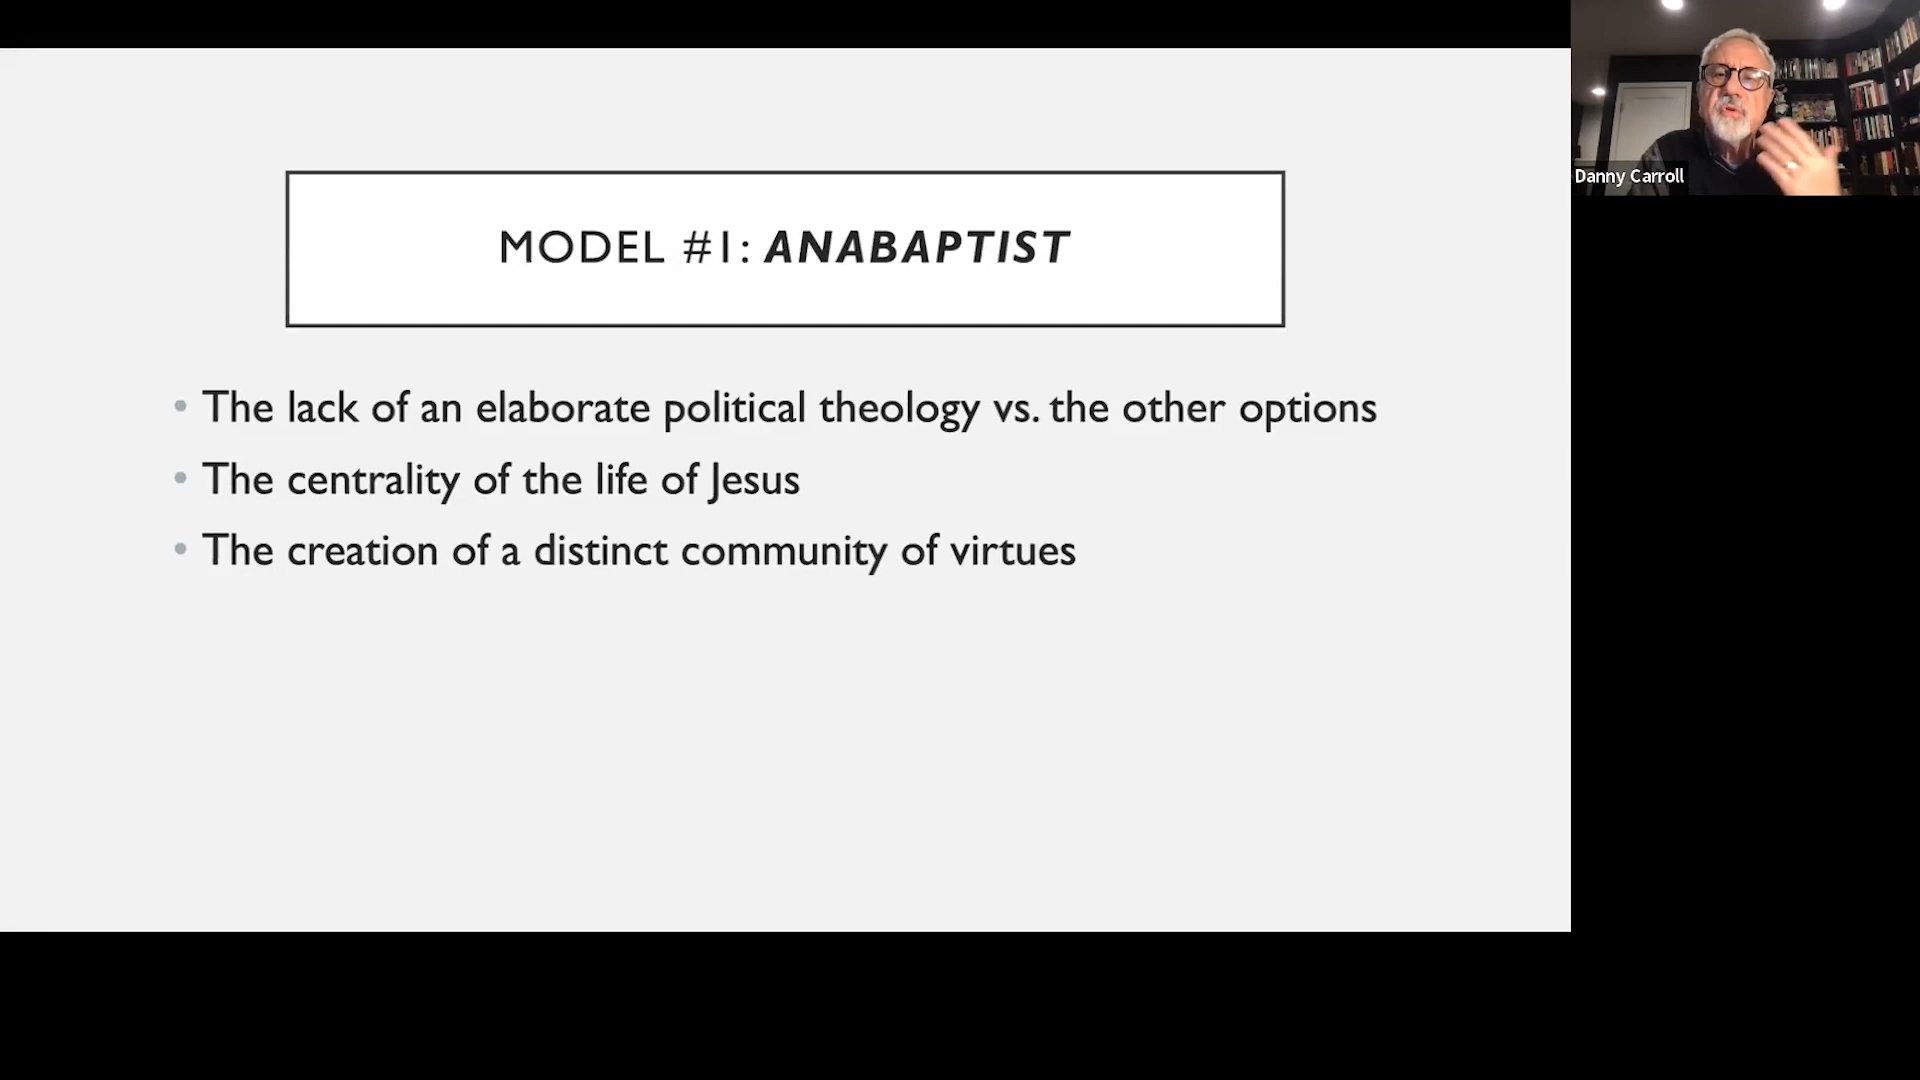 MODEL #1: ANABAPTIST
• The lack of an elaborate political theology vs. the other options
• The centrality of the life of Jesus
• The creation of a distinct community of virtues
Danny Carroll